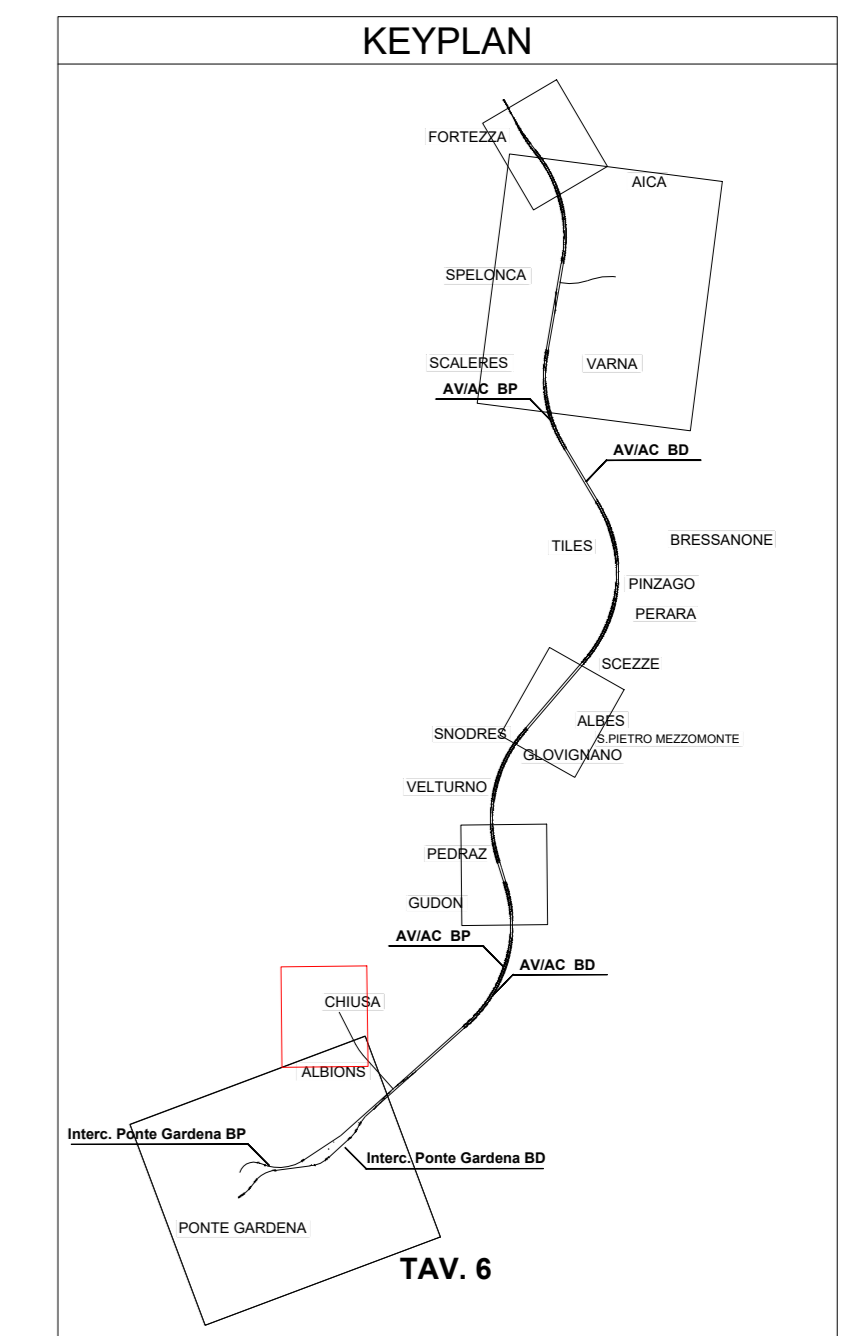 KEYPLAN
FORTEZZA
AICA
SPELONCA
SCALERES
VARNA
AV/AC BP
AV/AC BD
TILES
BRESSANONE
PINZAGO
PERARA
SCEZZE
ALBES
SNODRES
S.PIETRO MEZZOMONTE
GLOVIGNANO
VELTURNO
PEDRAZ
GUDON
AV/AC BP
AV/AC BD
CHIUSA
ALBIONS
Interc. Ponte Gardena BP
Interc. Ponte Gardena BD
PONTE GARDENA
TAV. 6